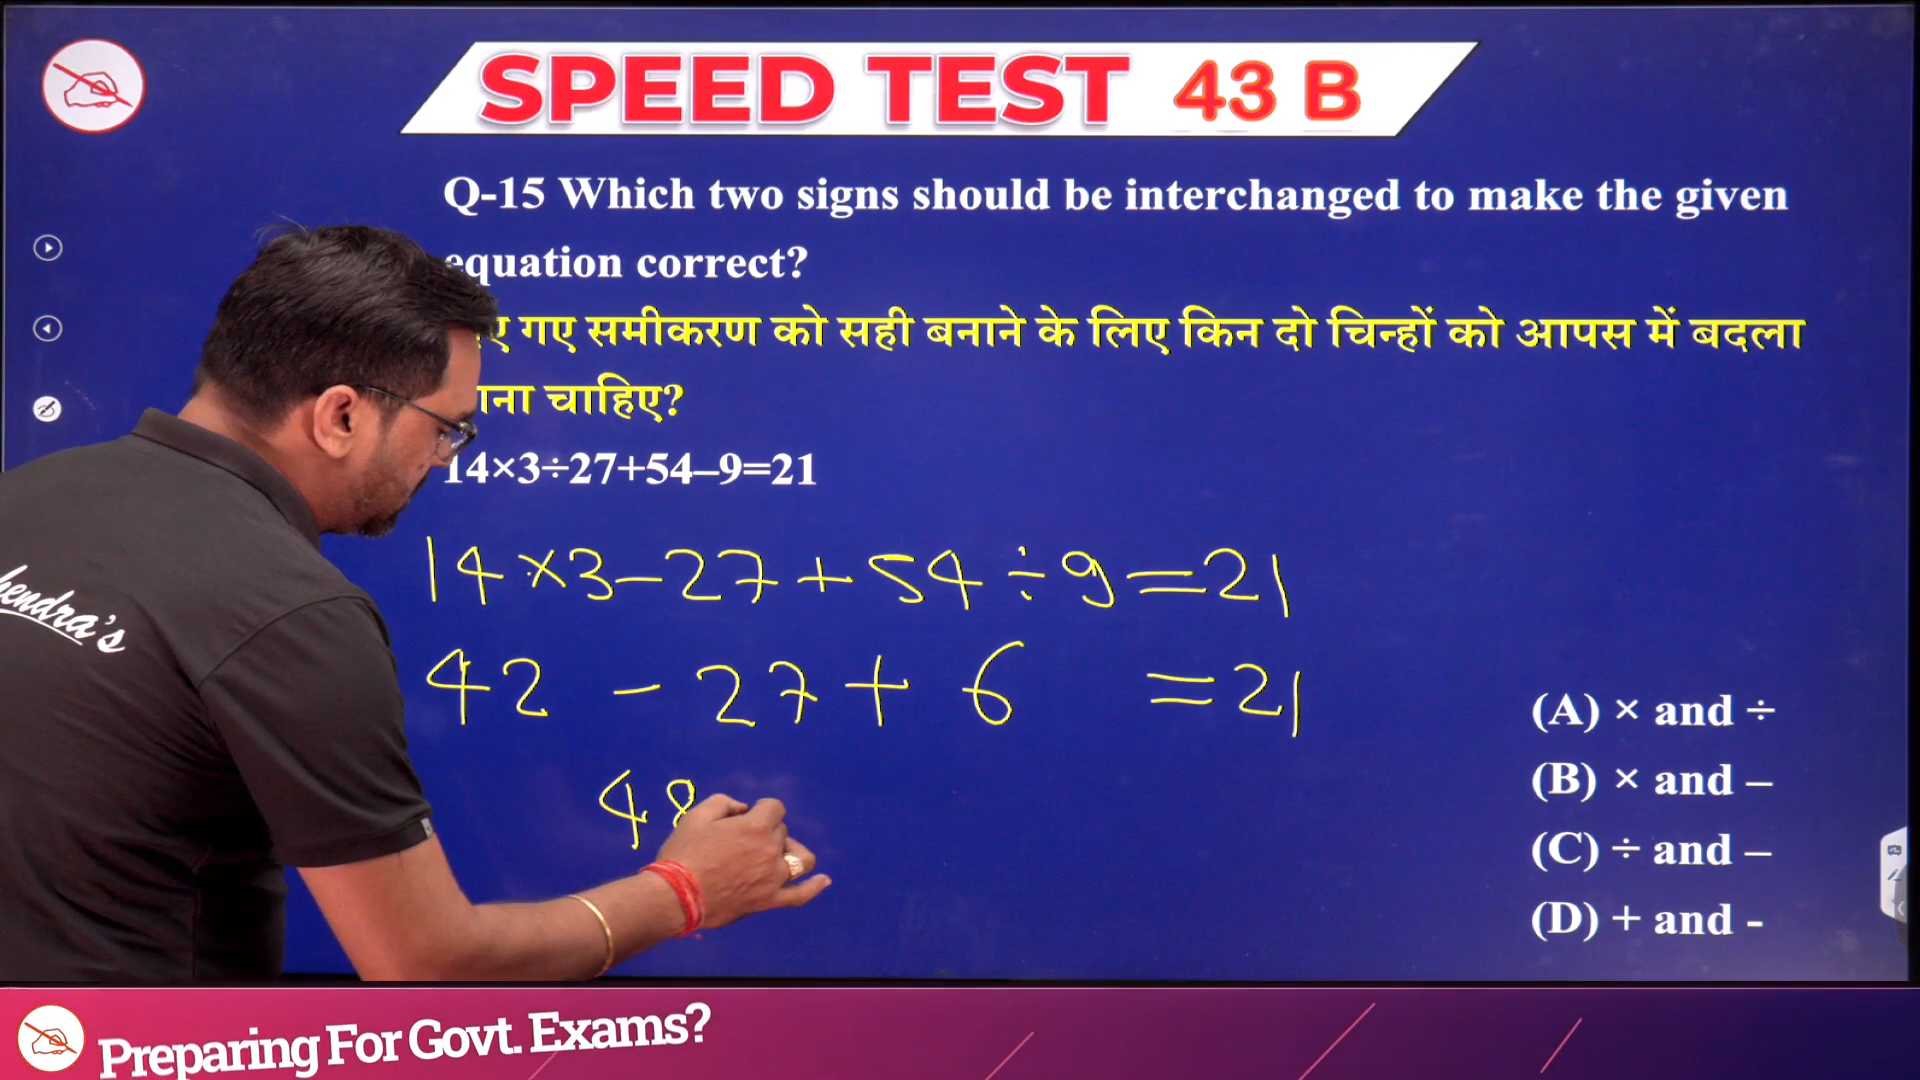 SPEED TEST 43 B
Q-15 Which two signs should be interchanged to make the given
equation correct?
गए समीकरण को सही बनाने के लिए किन दो चिन्हों को आपस में बदला
चाहिए?
14×3÷27+54–9=21
14×3–27+54÷9=21
42 – 27 + 6 =21
48
(A) × and ÷
(B) × and –
(C) ÷ and –
(D) + and -
Preparing For Govt. Exams?